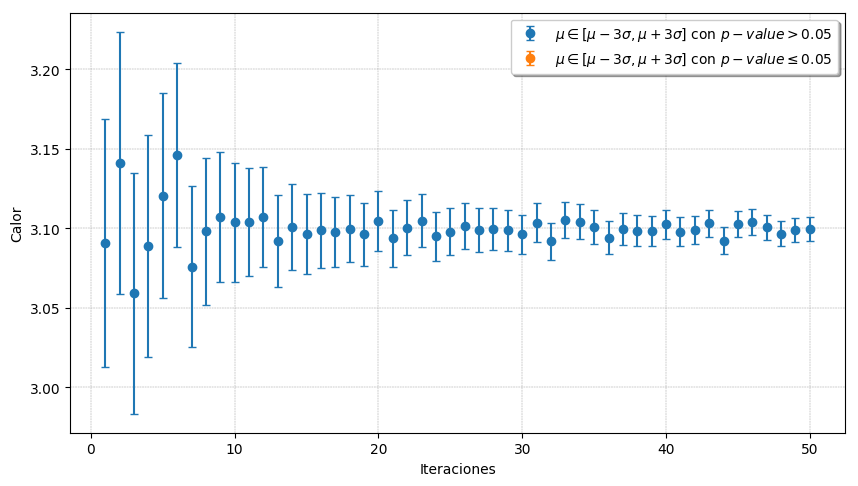 μ ∈ [μ − 3σ, μ + 3σ] con p − value > 0.05
μ ∈ [μ − 3σ, μ + 3σ] con p − value ≤ 0.05
3.20
3.15
3.10
3.05
3.00
Calor
0 10 20 30 40 50
Iteraciones